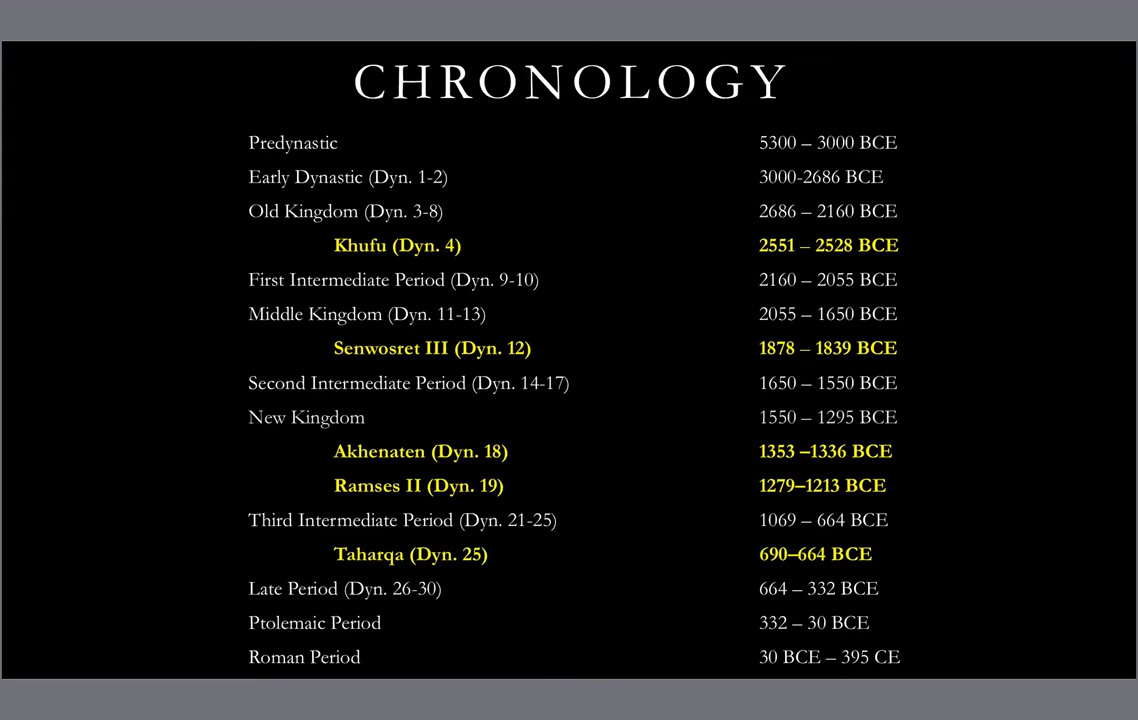 CHRONOLOGY
Predynastic 5300 – 3000 BCE
Early Dynastic (Dyn. 1-2) 3000-2686 BCE
Old Kingdom (Dyn. 3-8) 2686 – 2160 BCE
Khufu (Dyn. 4) 2551 – 2528 BCE
First Intermediate Period (Dyn. 9-10) 2160 – 2055 BCE
Middle Kingdom (Dyn. 11-13) 2055 – 1650 BCE
Senwosret III (Dyn. 12) 1878 – 1839 BCE
Second Intermediate Period (Dyn. 14-17) 1650 – 1550 BCE
New Kingdom 1550 – 1295 BCE
Akhenaten (Dyn. 18) 1353 –1336 BCE
Ramses II (Dyn. 19) 1279–1213 BCE
Third Intermediate Period (Dyn. 21-25) 1069 – 664 BCE
Taharqa (Dyn. 25) 690–664 BCE
Late Period (Dyn. 26-30) 664 – 332 BCE
Ptolemaic Period 332 – 30 BCE
Roman Period 30 BCE – 395 CE